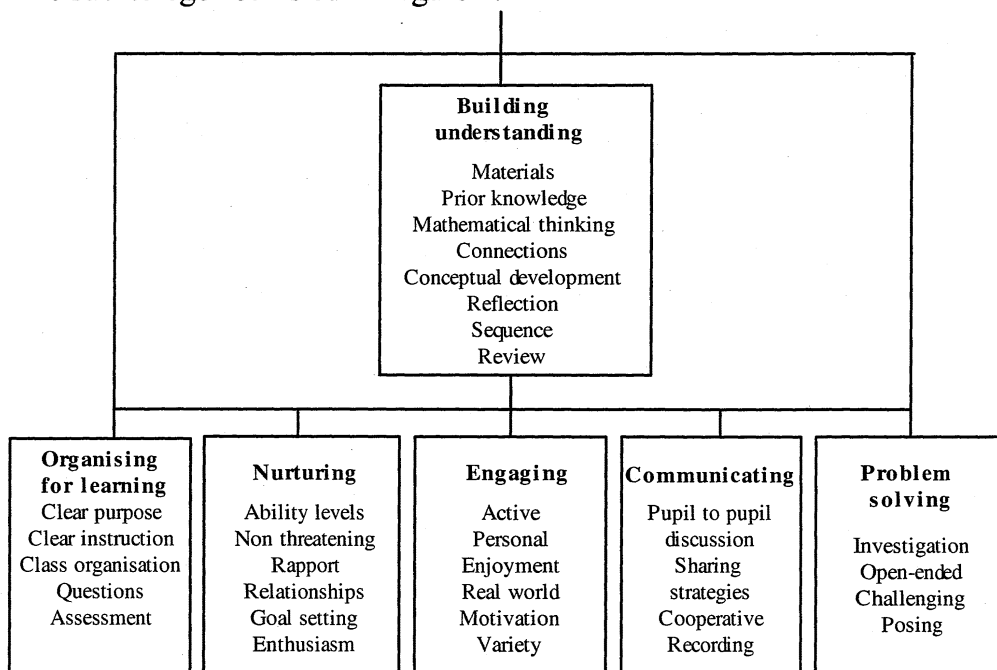 Building
understanding
Materials
Prior knowledge
Mathematical thinking
Connections
Conceptual development
Reflection
Sequence
Review
Organising
for learning
Clear purpose
Clear instruction
Class organisation
Questions
Assessment
Nurturing
Ability levels
Non threatening
Rapport
Relationships
Goal setting
Enthusiasm
Engaging
Active
Personal
Enjoyment
Real world
Motivation
Variety
Communicating
Pupil to pupil
discussion
Sharing
strategies
Cooperative
Recording
Problem
solving
Investigation
Open-ended
Challenging
Posing